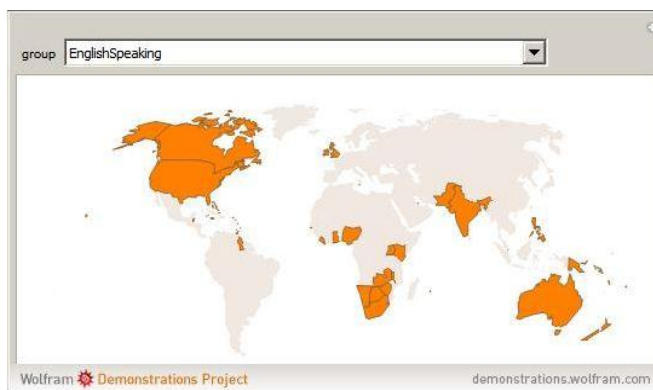 group EnglishSpeaking
Wolfram Demonstrations Project demonstrations.wolfram.com